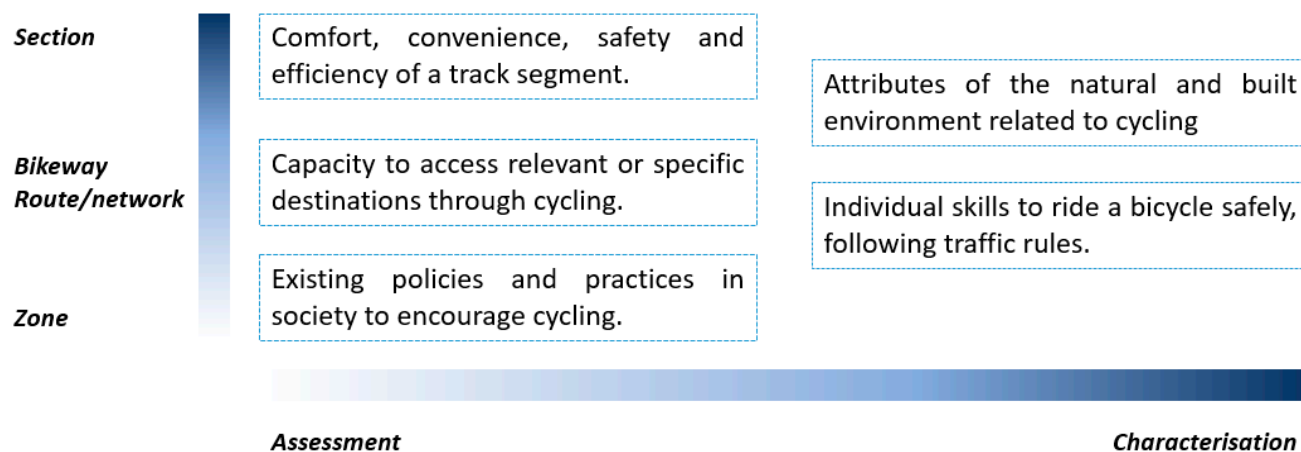 Section
Comfort, convenience, safety and
efficiency of a track segment.
Attributes of the natural and built
environment related to cycling
Bikeway
Route/network
Capacity to access relevant or specific
destinations through cycling.
Individual skills to ride a bicycle safely,
following traffic rules.
Zone
Existing policies and practices in
society to encourage cycling.
Assessment
Characterisation